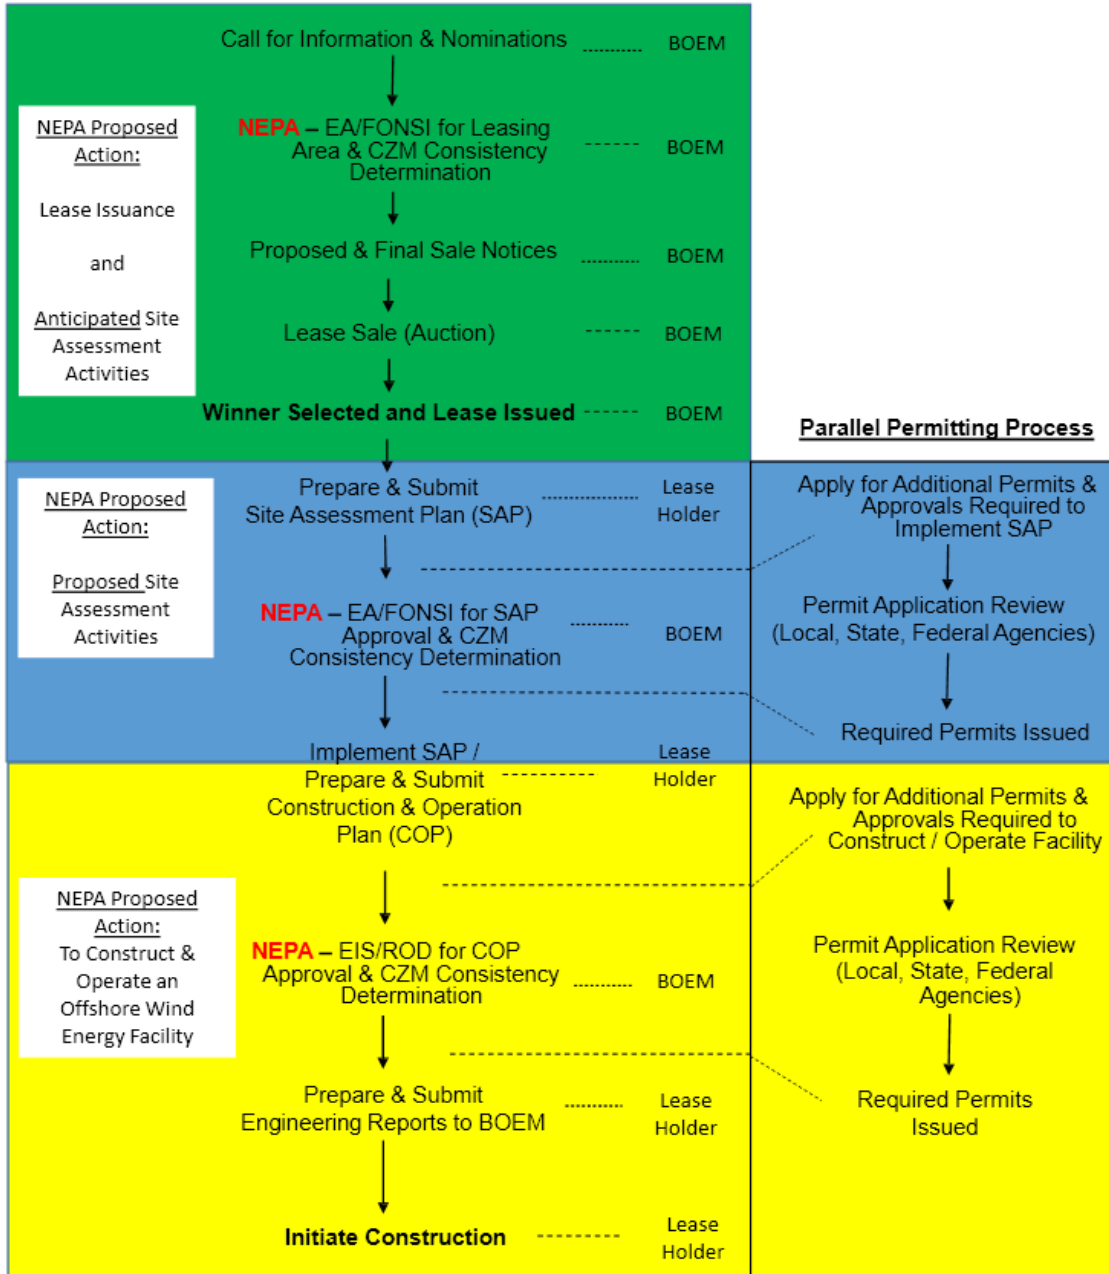 Call for Information & Nominations ........... BOEM
NEPA Proposed
Action:
Lease Issuance
and
Anticipated Site
Assessment
Activities
NEPA – EA/FONSI for Leasing
Area & CZM Consistency
Determination
BOEM
Proposed & Final Sale Notices
BOEM
Lease Sale (Auction)
BOEM
Winner Selected and Lease Issued
BOEM
Parallel Permitting Process
NEPA Proposed
Action:
Proposed Site
Assessment
Activities
Prepare & Submit
Site Assessment Plan (SAP)
Lease
Holder
Apply for Additional Permits &
Approvals Required to
Implement SAP
NEPA – EA/FONSI for SAP
Approval & CZM
Consistency Determination
BOEM
Permit Application Review
(Local, State, Federal Agencies)
Required Permits Issued
Implement SAP /
Prepare & Submit
Construction & Operation
Plan (COP)
Lease
Holder
Apply for Additional Permits &
Approvals Required to
Construct / Operate Facility
NEPA Proposed
Action:
To Construct &
Operate an
Offshore Wind
Energy Facility
NEPA – EIS/ROD for COP
Approval & CZM Consistency
Determination
BOEM
Permit Application Review
(Local, State, Federal
Agencies)
Prepare & Submit
Engineering Reports to BOEM
Lease
Holder
Required Permits
Issued
Initiate Construction
Lease
Holder